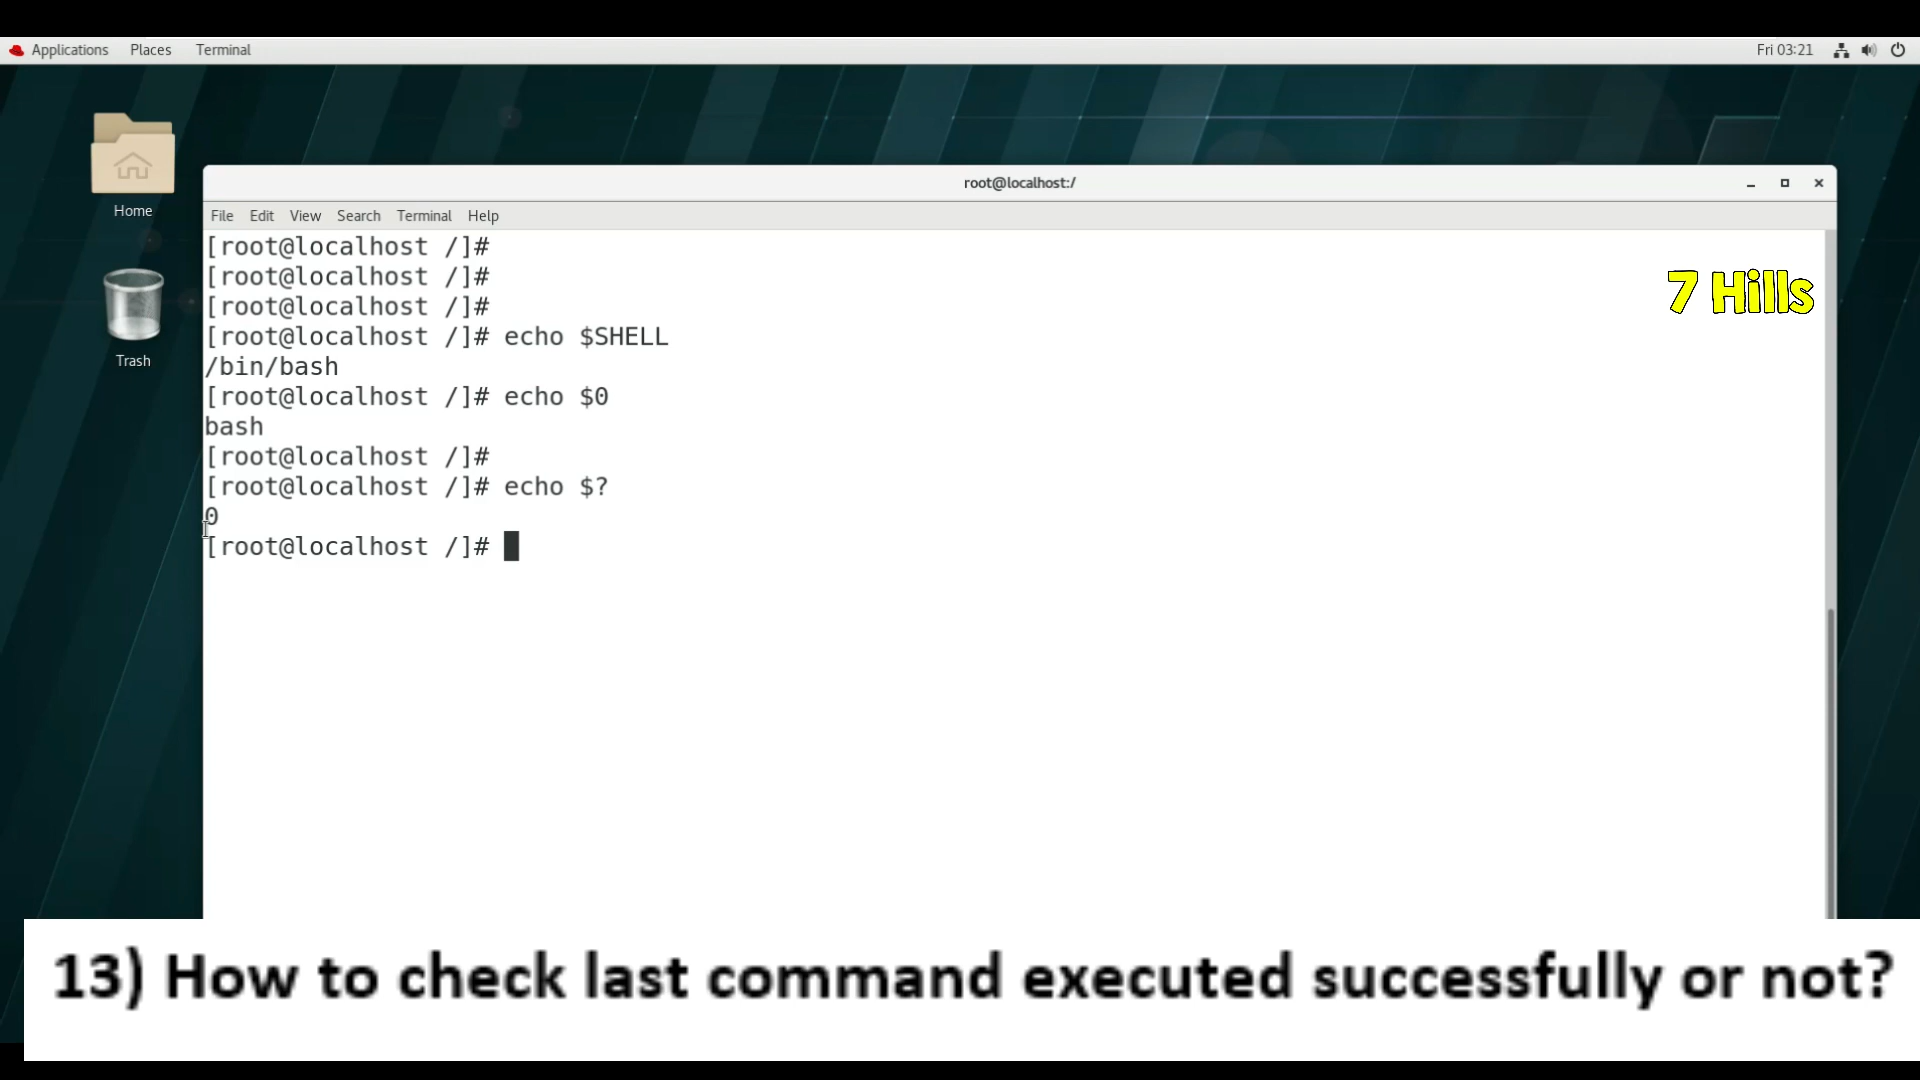 Applications Places Terminal Fri 03:21
Home
Trash
root@localhost:/
File Edit View Search Terminal Help
[root@localhost /]#
[root@localhost /]#
[root@localhost /]#
[root@localhost /]# echo $SHELL
/bin/bash
[root@localhost /]# echo $0
bash
[root@localhost /]#
[root@localhost /]# echo $?
0
[root@localhost /]#
7 Hills
13) How to check last command executed successfully or not?